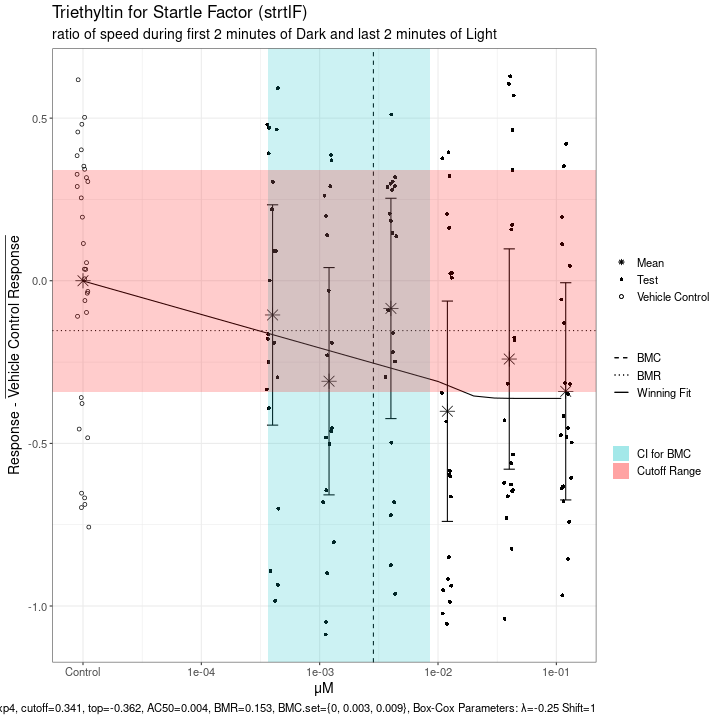 Triethyltin for Startle Factor (strtlF)
ratio of speed during first 2 minutes of Dark and last 2 minutes of Light
Response - Vehicle Control Response
0.5
0.0
-0.5
-1.0
Control
1e-04
1e-03
1e-02
1e-01
µM
Mean
Test
Vehicle Control
BMC
BMR
Winning Fit
CI for BMC
Cutoff Range
xp4, cutoff=0.341, top=-0.362, AC50=0.004, BMR=0.153, BMC.set={0, 0.003, 0.009}, Box-Cox Parameters: λ=-0.25 Shift=1